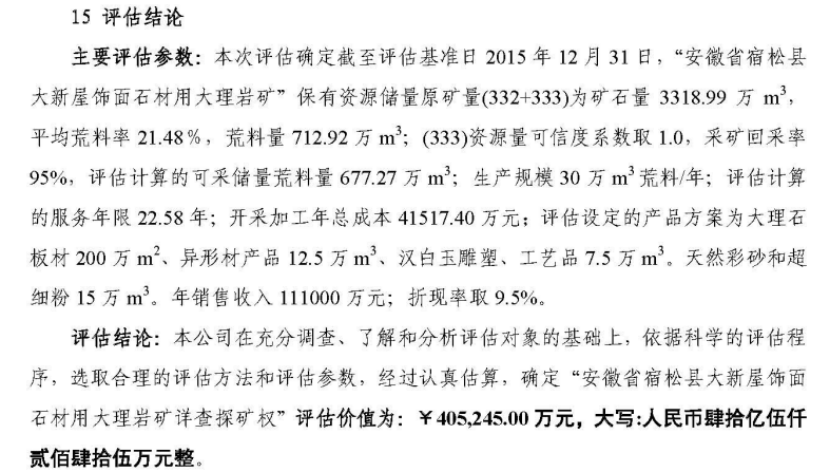 15 评估结论
主要评估参数：本次评估确定截至评估基准日 2015 年 12 月 31 日，“安徽省宿松县
大新屋饰面石材用大理岩矿”保有资源储量原矿量(332+333)为矿石量 3318.99 万 m³，
平均荒料率 21.48%，荒料量 712.92 万 m³；(333)资源量可信度系数取 1.0，采矿回采率
95%，评估计算的可采储量荒料量 677.27 万 m³；生产规模 30 万 m³荒料/年；评估计算
的服务年限 22.58 年；开采加工年总成本 41517.40 万元；评估设定的产品方案为大理石
板材 200 万 m²、异形材产品 12.5 万 m³、汉白玉雕塑、工艺品 7.5 万 m³。天然彩砂和超
细粉 15 万 m³。年销售收入 111000 万元；折现率取 9.5%。
评估结论：本公司在充分调查、了解和分析评估对象的基础上，依据科学的评估程
序，选取合理的评估方法和评估参数，经过认真估算，确定“安徽省宿松县大新屋饰面
石材用大理岩矿详查探矿权”评估价值为：￥405,245.00 万元，大写:人民币肆拾亿伍仟
贰佰肆拾伍万元整。